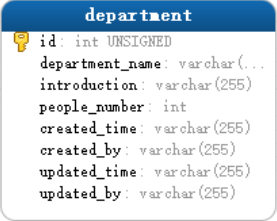 department
id: int UNSIGNED
department_name: varchar(...
introduction: varchar(255)
people_number: int
created_time: varchar(255)
created_by: varchar(255)
updated_time: varchar(255)
updated_by: varchar(255)